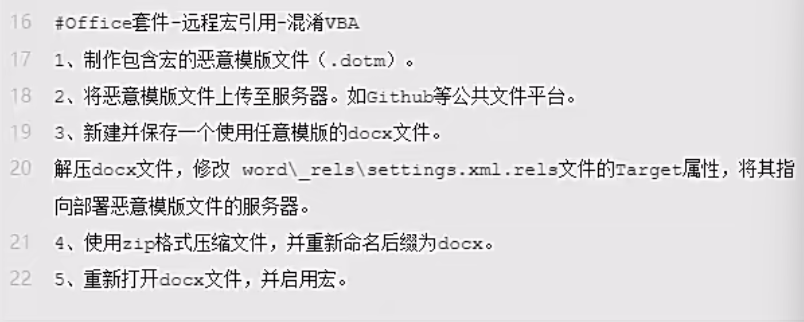 16 #Office套件-远程宏引用-混淆VBA
17 1、制作包含宏的恶意模版文件（.dotm）。
18 2、将恶意模版文件上传至服务器。如Github等公共文件平台。
19 3、新建并保存一个使用任意模版的docx文件。
20 解压docx文件，修改 word\_rels\settings.xml.rels文件的Target属性，将其指
向部署恶意模版文件的服务器。
21 4、使用zip格式压缩文件，并重新命名后缀为docx。
22 5、重新打开docx文件，并启用宏。